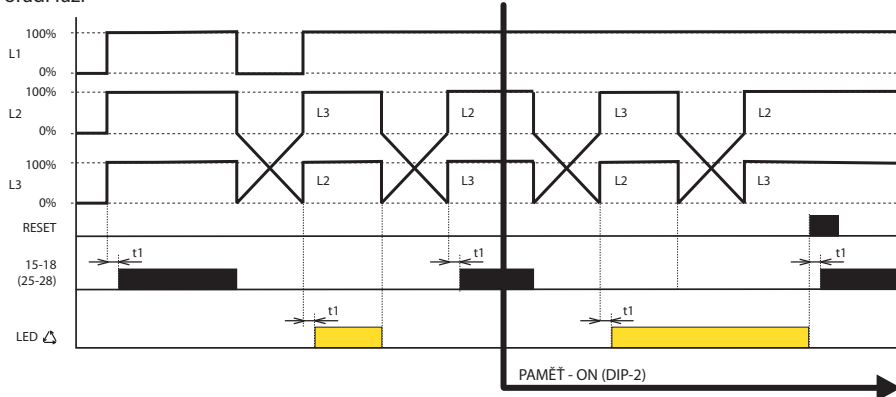 100%
L1
0%
100%
L2
0%
L3
L2
L3
L2
100%
L3
0%
L2
L3
L2
L3
RESET
t1
t1
t1
15-18
(25-28)
t1
t1
LED
PAMĚŤ - ON (DIP-2)